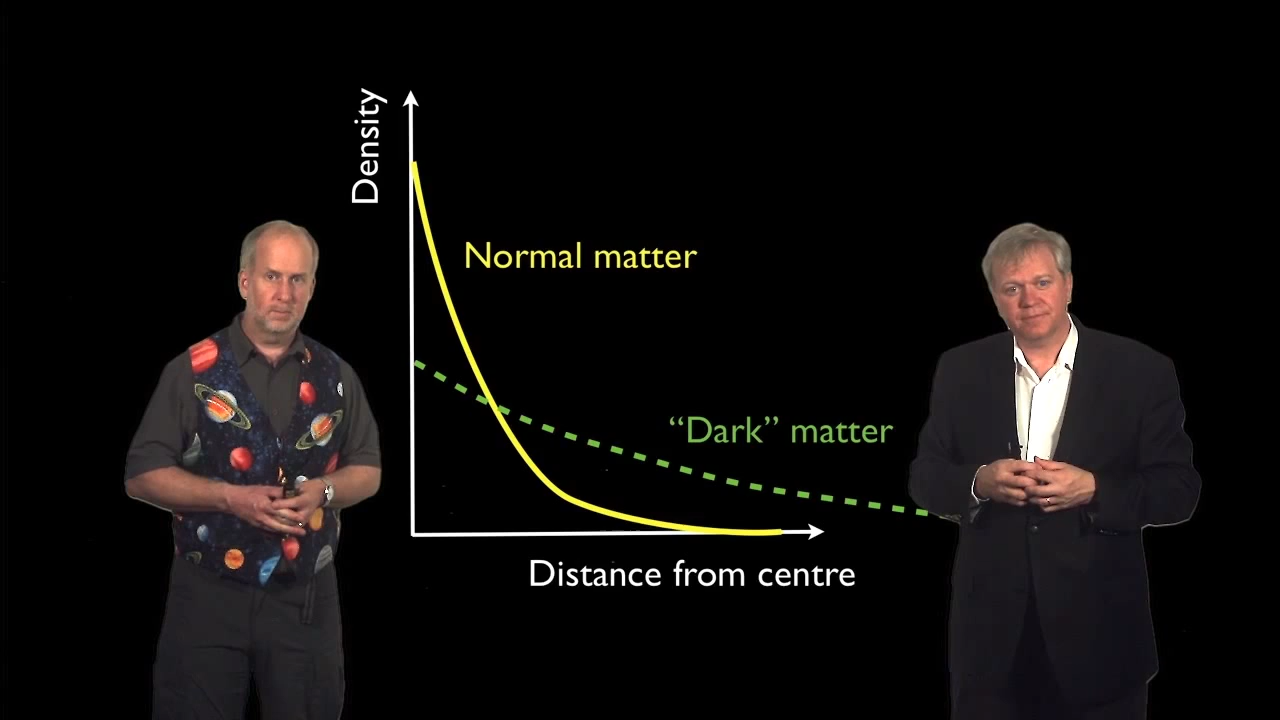 Density
Normal matter
“Dark” matter
Distance from centre